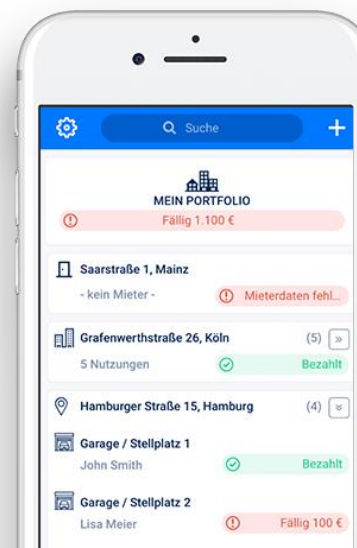 Suche
MEIN PORTFOLIO
Fällig 1.100 €
Saarstraße 1, Mainz
- kein Mieter -
Mieterdaten fehl...
Grafenwerthstraße 26, Köln
(5)
5 Nutzungen
Bezahlt
Hamburger Straße 15, Hamburg
(4)
Garage / Stellplatz 1
John Smith
Bezahlt
Garage / Stellplatz 2
Lisa Meier
Fällig 100 €